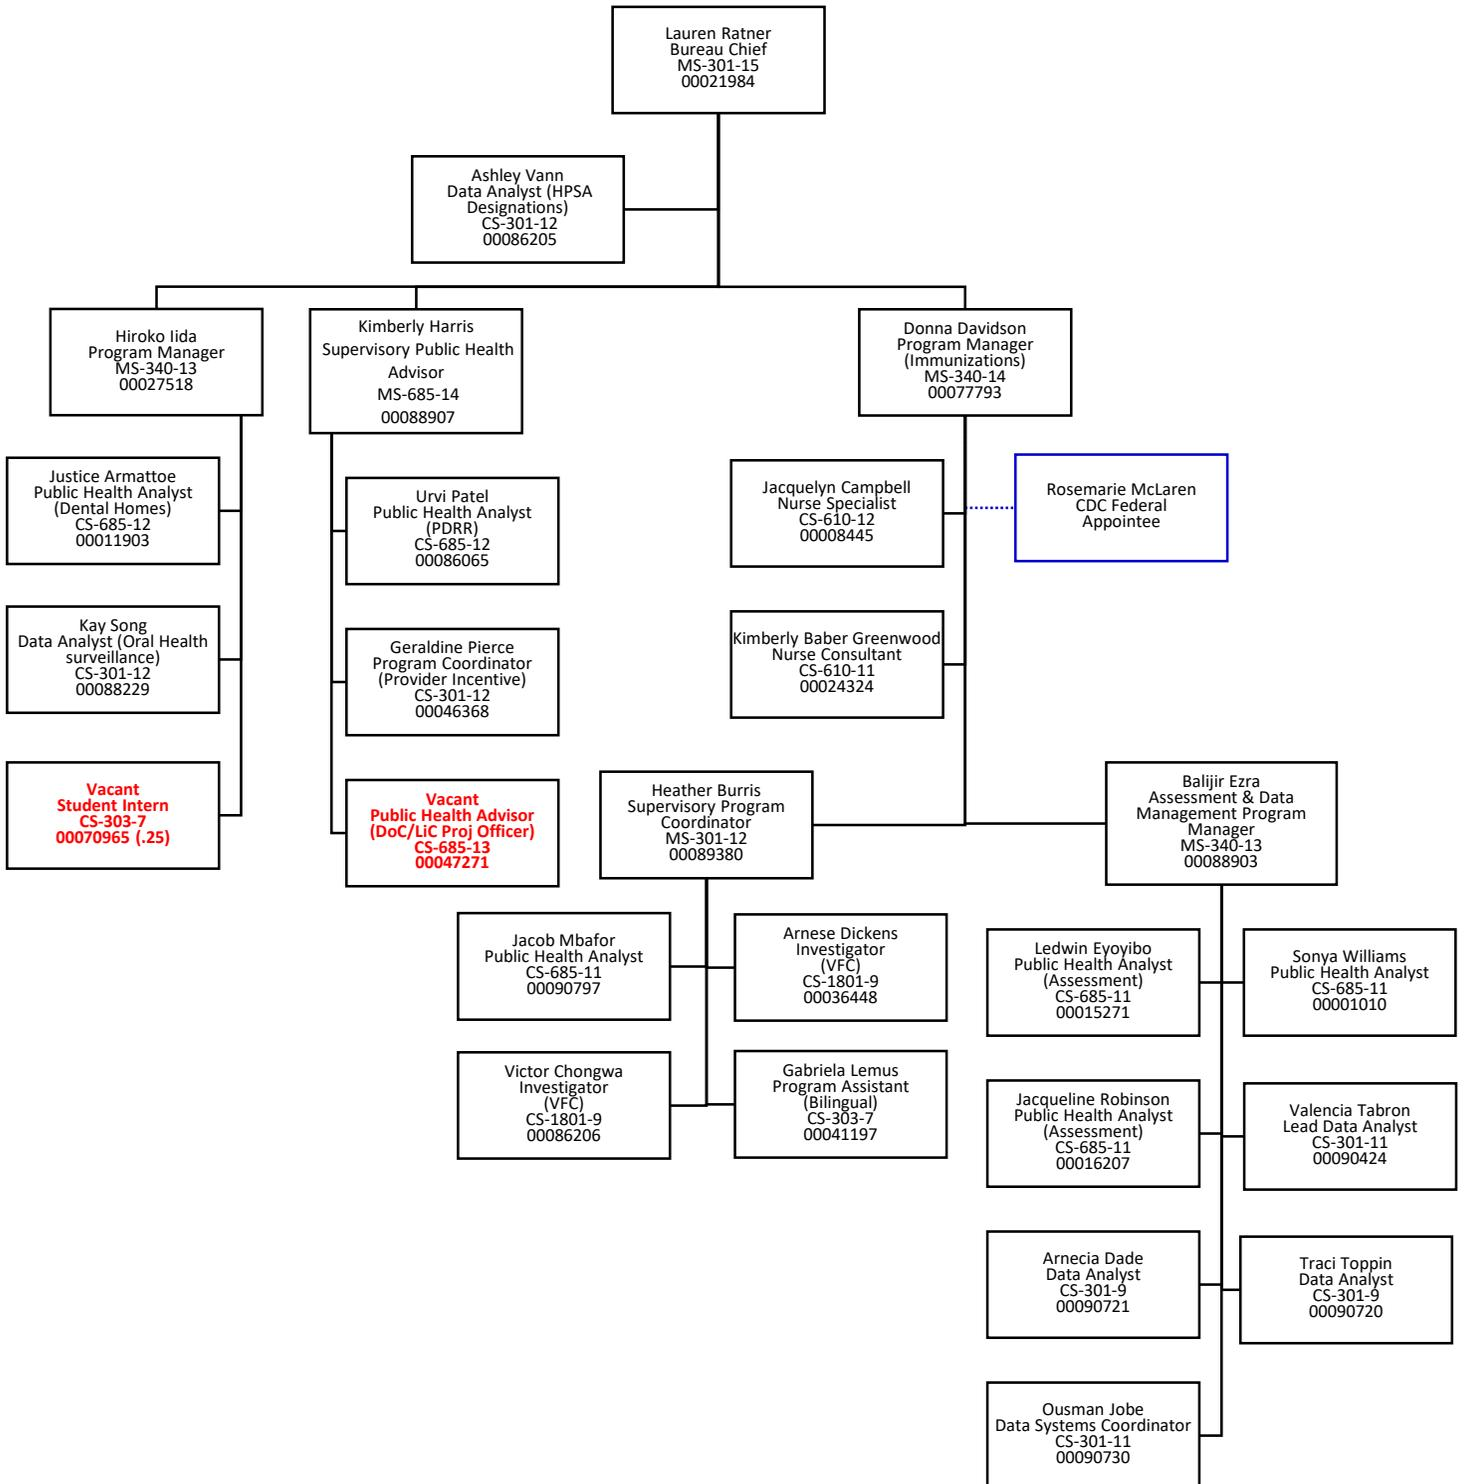 Lauren Ratner
Bureau Chief
MS-301-15
00021984
Ashley Vann
Data Analyst (HPSA
Designations)
CS-301-12
00086205
Hiroko Iida
Program Manager
MS-340-13
00027518
Kimberly Harris
Supervisory Public Health
Advisor
MS-685-14
00088907
Donna Davidson
Program Manager
(Immunizations)
MS-340-14
00077793
Justice Armattoe
Public Health Analyst
(Dental Homes)
CS-685-12
00011903
Kay Song
Data Analyst (Oral Health
surveillance)
CS-301-12
00088229
Vacant
Student Intern
CS-303-7
00070965 (.25)
Urvi Patel
Public Health Analyst
(PDRR)
CS-685-12
00086065
Geraldine Pierce
Program Coordinator
(Provider Incentive)
CS-301-12
00046368
Vacant
Public Health Advisor
(DoC/LiC Proj Officer)
CS-685-13
00047271
Jacquelyn Campbell
Nurse Specialist
CS-610-12
00008445
Rosemarie McLaren
CDC Federal
Appointee
Kimberly Baber Greenwood
Nurse Consultant
CS-610-11
00024324
Heather Burris
Supervisory Program
Coordinator
MS-301-12
00089380
Balijir Ezra
Assessment & Data
Management Program
Manager
MS-340-13
00088903
Jacob Mbafor
Public Health Analyst
CS-685-11
00090797
Arnese Dickens
Investigator
(VFC)
CS-1801-9
00036448
Victor Chongwa
Investigator
(VFC)
CS-1801-9
00086206
Gabriela Lemus
Program Assistant
(Bilingual)
CS-303-7
00041197
Ledwin Eyoyibo
Public Health Analyst
(Assessment)
CS-685-11
00015271
Sonya Williams
Public Health Analyst
CS-685-11
00001010
Jacqueline Robinson
Public Health Analyst
(Assessment)
CS-685-11
00016207
Valencia Tabron
Lead Data Analyst
CS-301-11
00090424
Arnecia Dade
Data Analyst
CS-301-9
00090721
Traci Toppin
Data Analyst
CS-301-9
00090720
Ousman Jobe
Data Systems Coordinator
CS-301-11
00090730